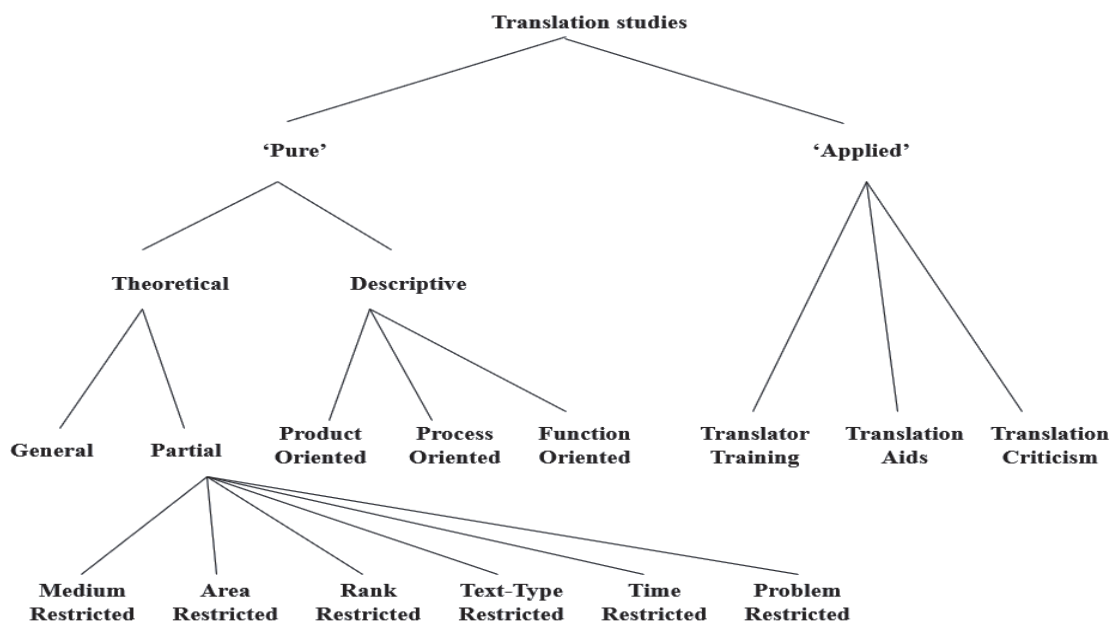 Translation studies
‘Pure’
‘Applied’
Theoretical
Descriptive
General
Partial
Product
Oriented
Process
Oriented
Function
Oriented
Translator
Training
Translation
Aids
Translation
Criticism
Medium
Restricted
Area
Restricted
Rank
Restricted
Text-Type
Restricted
Time
Restricted
Problem
Restricted